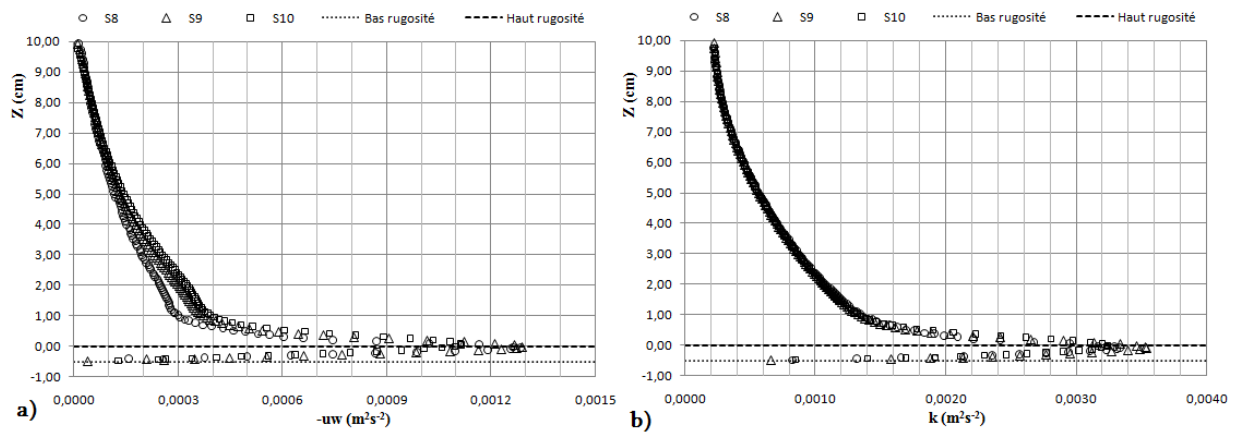 S8 S9 S10 Bas rugosité Haut rugosité
10,00
9,00
8,00
7,00
6,00
5,00
4,00
3,00
2,00
1,00
0,00
-1,00
Z (cm)
0,0000 0,0003 0,0006 0,0009 0,0012 0,0015
-uw (m²s⁻²)
a)
S8 S9 S10 Bas rugosité Haut rugosité
10,00
9,00
8,00
7,00
6,00
5,00
4,00
3,00
2,00
1,00
0,00
-1,00
Z (cm)
0,0000 0,0010 0,0020 0,0030 0,0040
k (m²s⁻²)
b)